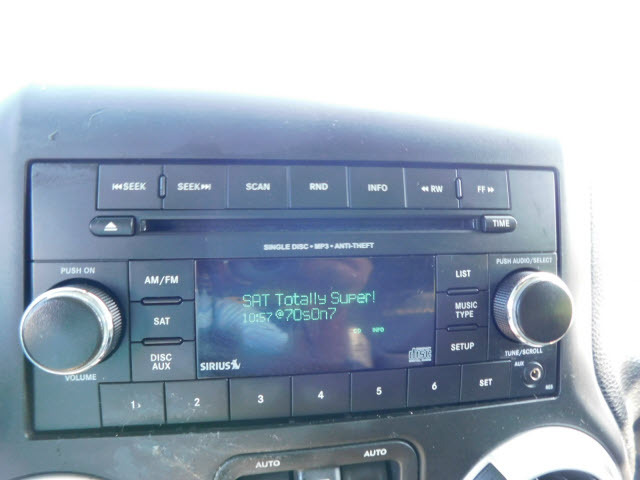 ⏮SEEK SEEK⏭ SCAN RND INFO ◀◀RW FF▶▶
TIME
SINGLE DISC • MP3 • ANTI-THEFT
PUSH ON
PUSH AUDIO/SELECT
AM/FM
LIST
SAT Totally Super!
10:57 @70sOn7
SAT
MUSIC
TYPE
DISC
AUX
SETUP
SIRIUS
disc
VOLUME
TUNE/SCROLL
AUX
1 2 3 4 5 6 SET
AUTO AUTO